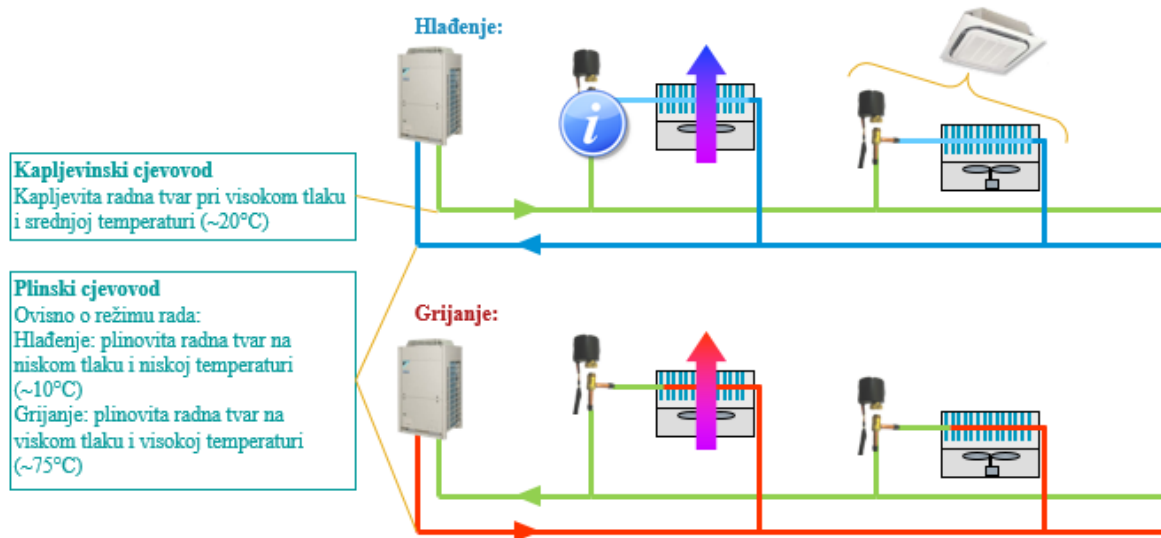 Hlađenje:
Kapljevinski cjevovod
Kapljevita radna tvar pri visokom tlaku
i srednjoj temperaturi (~20°C)
Plinski cjevovod
Ovisno o režimu rada:
Hlađenje: plinovita radna tvar na
niskom tlaku i niskoj temperaturi
(~10°C)
Grijanje: plinovita radna tvar na
viskom tlaku i visokoj temperaturi
(~75°C)
Grijanje:
i